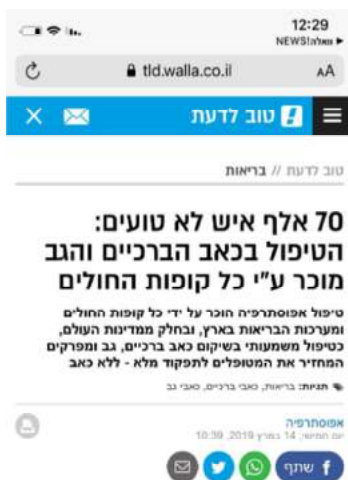 12:29
NEWS!וואלה
tld.walla.co.il
AA
טוב לדעת
טוב לדעת // בריאות
70 אלף איש לא טועים:
הטיפול בכאב הברכיים והגב
מוכר ע"י כל קופות החולים
טיפול אפוסתרפיה הוכר על ידי כל קופות החולים
ומערכות הבריאות בארץ, ובחלק ממדינות העולם,
כטיפול משמעותי בשיקום כאב ברכיים, גב ומפרקים
המחזיר את המטופלים לתפקוד מלא - ללא כאב
תגיות: בריאות, כאבי ברכיים, כאבי גב
אפוסתרפיה
יום חמישי, 14 במרץ 2019, 10:39
שתף